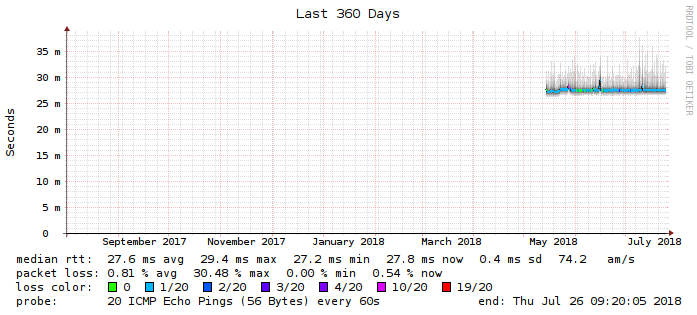 Last 360 Days
RRDTOOL / TOBI OETIKER
Seconds
35 m
30 m
25 m
20 m
15 m
10 m
5 m
0
September 2017 November 2017 January 2018 March 2018 May 2018 July 2018
median rtt: 27.6 ms avg 29.4 ms max 27.2 ms min 27.8 ms now 0.4 ms sd 74.2 am/s
packet loss: 0.81 % avg 30.48 % max 0.00 % min 0.54 % now
loss color: 0 1/20 2/20 3/20 4/20 10/20 19/20
probe: 20 ICMP Echo Pings (56 Bytes) every 60s end: Thu Jul 26 09:20:05 2018